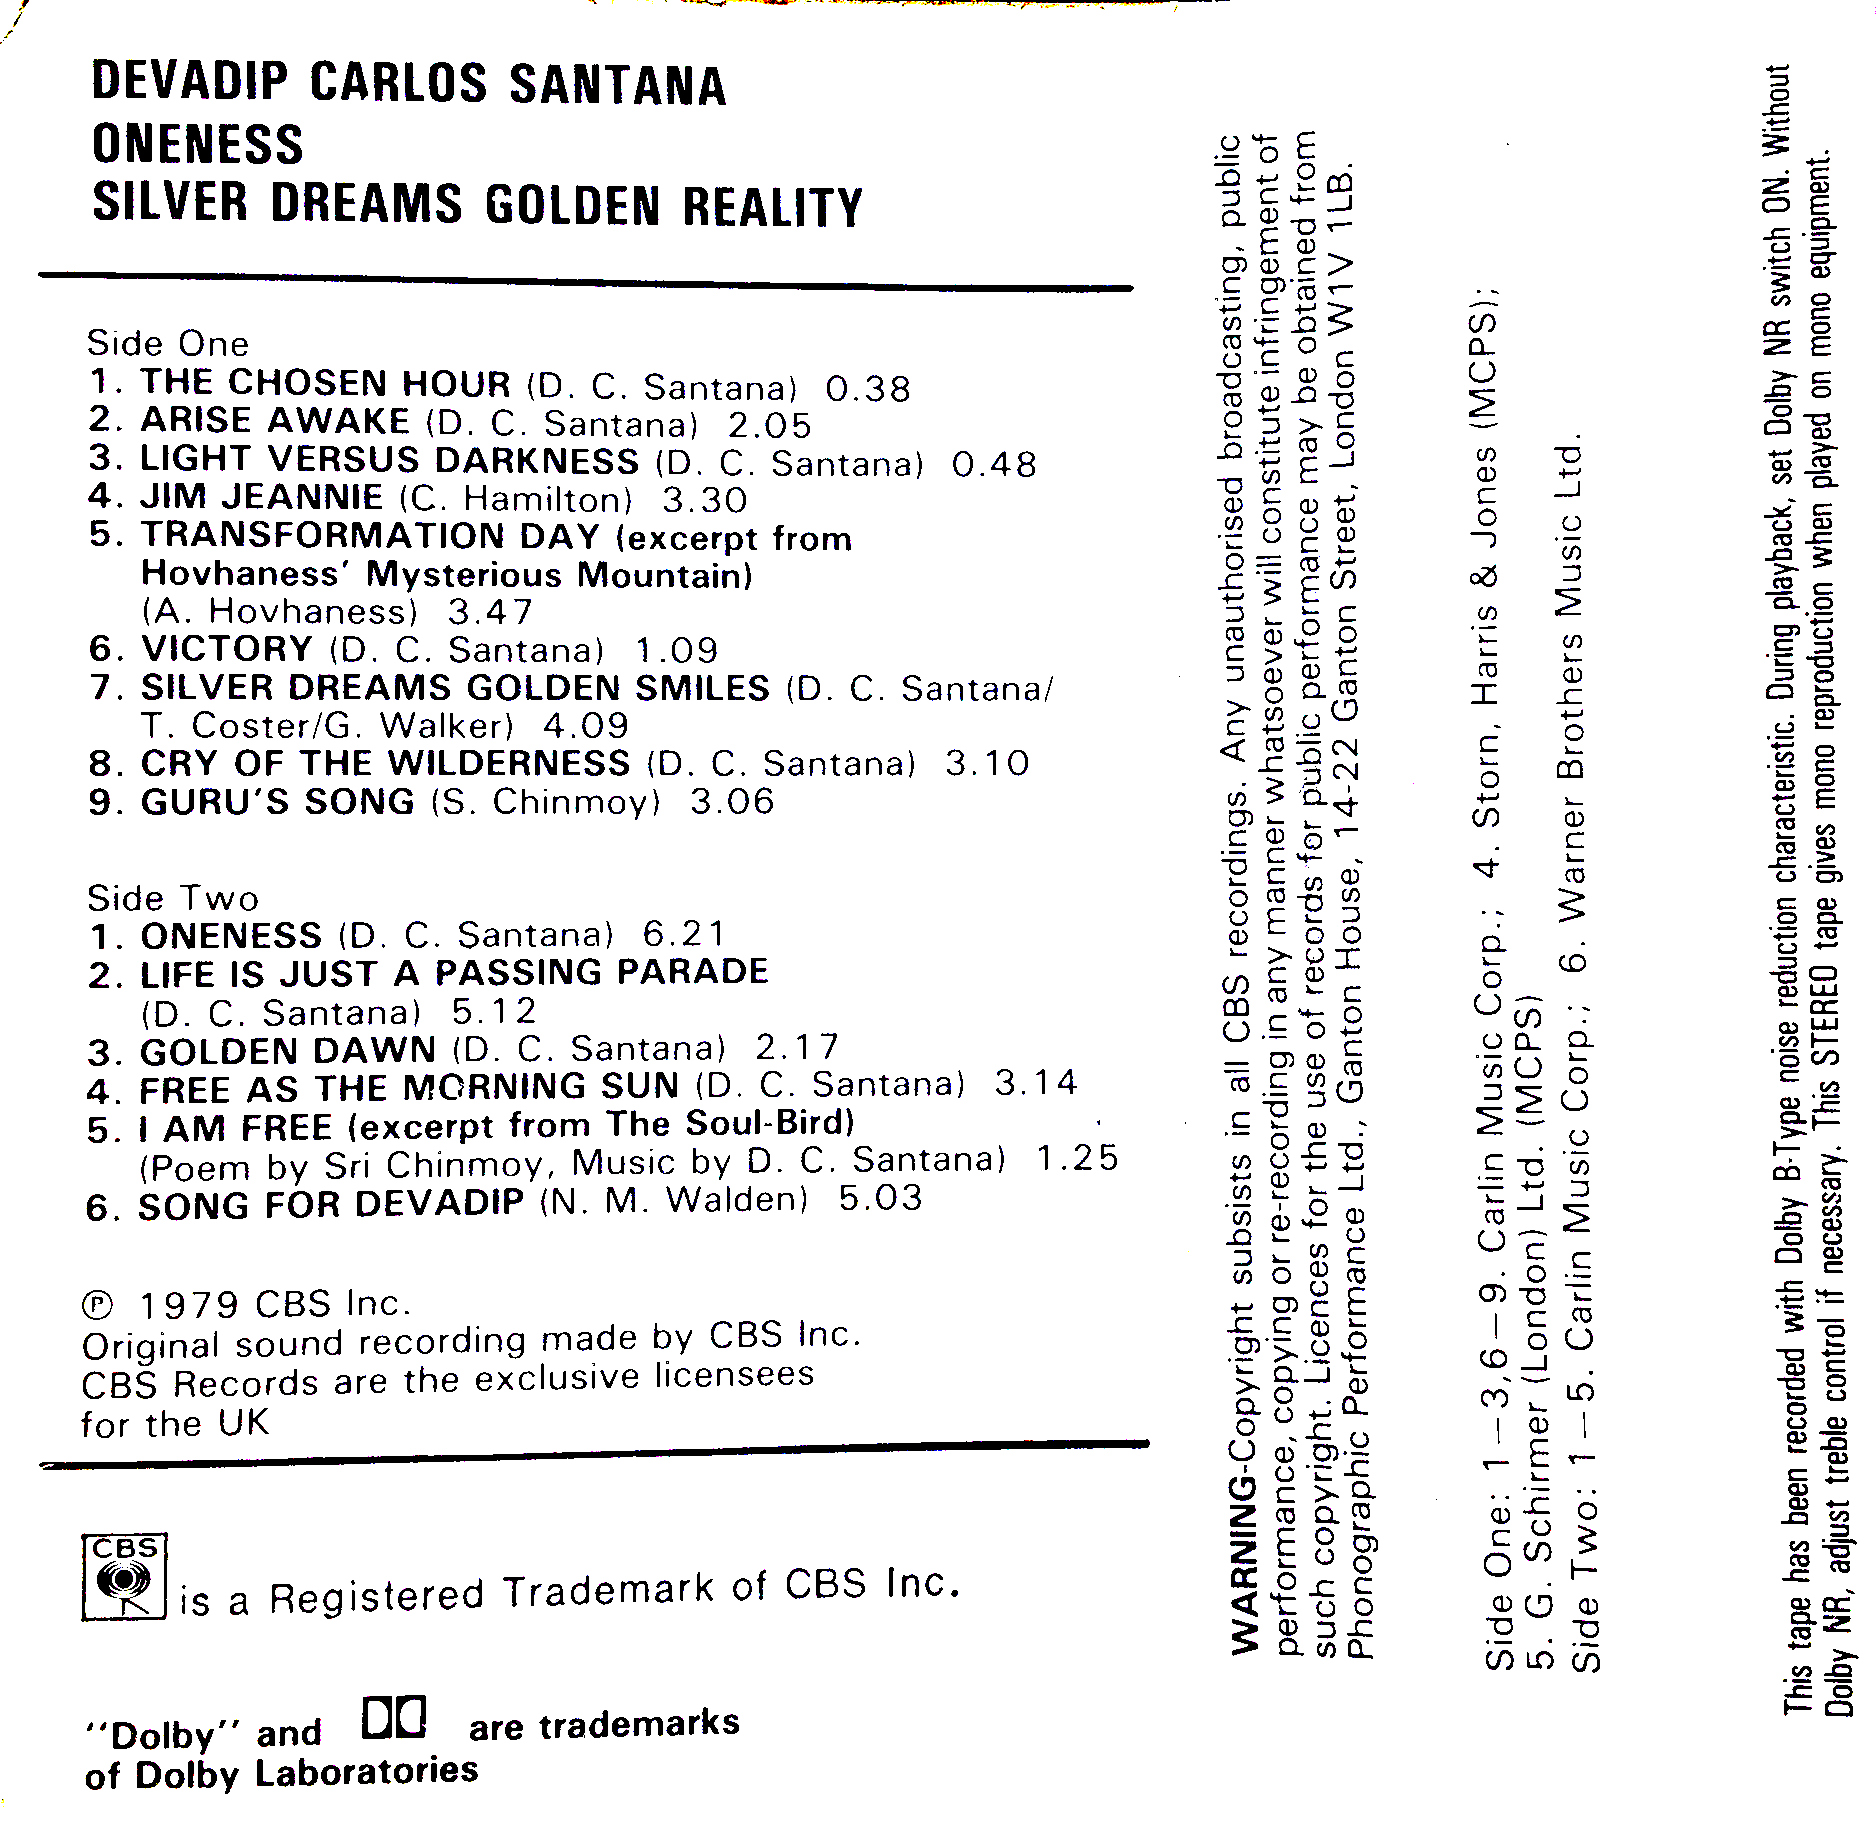 DEVADIP CARLOS SANTANA
ONENESS
SILVER DREAMS GOLDEN REALITY
Side One
1. THE CHOSEN HOUR (D. C. Santana) 0.38
2. ARISE AWAKE (D. C. Santana) 2.05
3. LIGHT VERSUS DARKNESS (D. C. Santana) 0.48
4. JIM JEANNIE (C. Hamilton) 3.30
5. TRANSFORMATION DAY (excerpt from
Hovhaness' Mysterious Mountain)
(A. Hovhaness) 3.47
6. VICTORY (D. C. Santana) 1.09
7. SILVER DREAMS GOLDEN SMILES (D. C. Santana/
T. Coster/G. Walker) 4.09
8. CRY OF THE WILDERNESS (D. C. Santana) 3.10
9. GURU'S SONG (S. Chinmoy) 3.06
Side Two
1. ONENESS (D. C. Santana) 6.21
2. LIFE IS JUST A PASSING PARADE
(D. C. Santana) 5.12
3. GOLDEN DAWN (D. C. Santana) 2.17
4. FREE AS THE MORNING SUN (D. C. Santana) 3.14
5. I AM FREE (excerpt from The Soul-Bird)
(Poem by Sri Chinmoy, Music by D. C. Santana) 1.25
6. SONG FOR DEVADIP (N. M. Walden) 5.03
℗ 1979 CBS Inc.
Original sound recording made by CBS Inc.
CBS Records are the exclusive licensees
for the UK
CBS
is a Registered Trademark of CBS Inc.
"Dolby" and are trademarks
of Dolby Laboratories
WARNING-Copyright subsists in all CBS recordings. Any unauthorised broadcasting, public
performance, copying or re-recording in any manner whatsoever will constitute infringement of
such copyright. Licences for the use of records for public performance may be obtained from
Phonographic Performance Ltd., Ganton House, 14-22 Ganton Street, London W1V 1LB.
Side One: 1-3,6-9. Carlin Music Corp.; 4. Storn, Harris & Jones (MCPS);
5. G. Schirmer (London) Ltd. (MCPS)
Side Two: 1-5. Carlin Music Corp.; 6. Warner Brothers Music Ltd.
This tape has been recorded with Dolby B-Type noise reduction characteristic. During playback, set Dolby NR switch ON. Without
Dolby NR, adjust treble control if necessary. This STEREO tape gives mono reproduction when played on mono equipment.